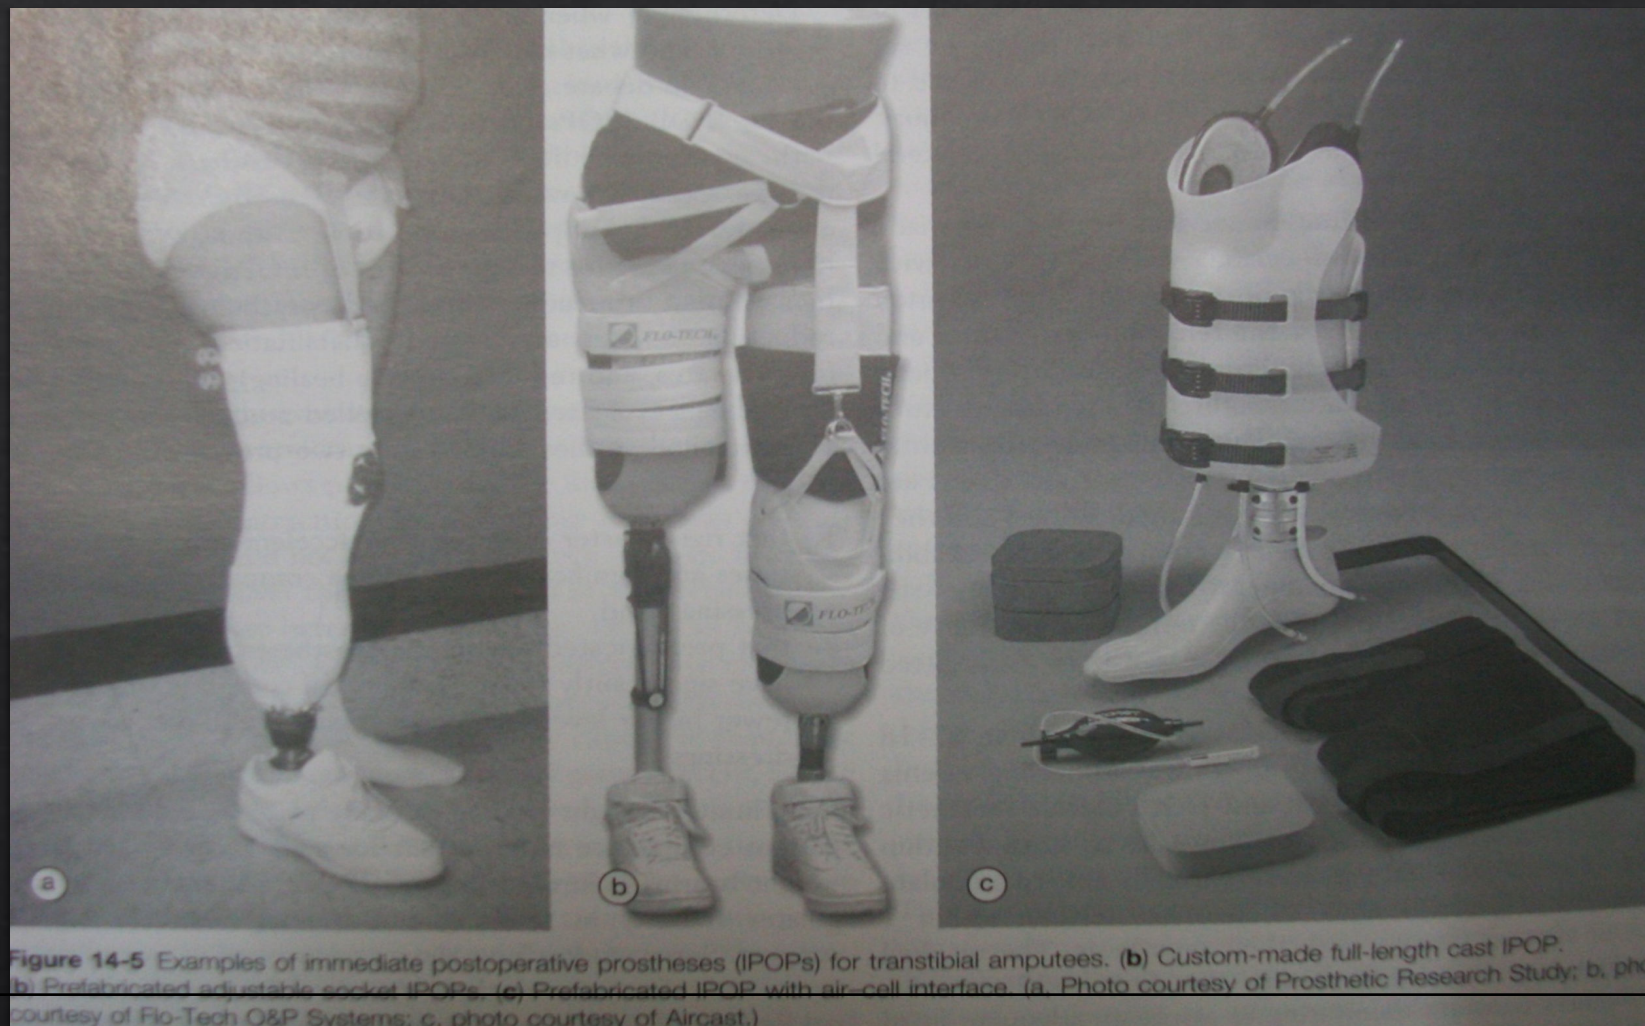 FLO-TECH.
FLO-TECH.
FLO-TECH
a
b
c
Figure 14-5 Examples of immediate postoperative prostheses (IPOPs) for transtibial amputees. (b) Custom-made full-length cast IPOP.
b) Prefabricated adjustable socket IPOPs. (c) Prefabricated IPOP with air-cell interface. (a, Photo courtesy of Prosthetic Research Study; b, pho
courtesy of Flo-Tech O&P Systems; c, photo courtesy of Aircast.)